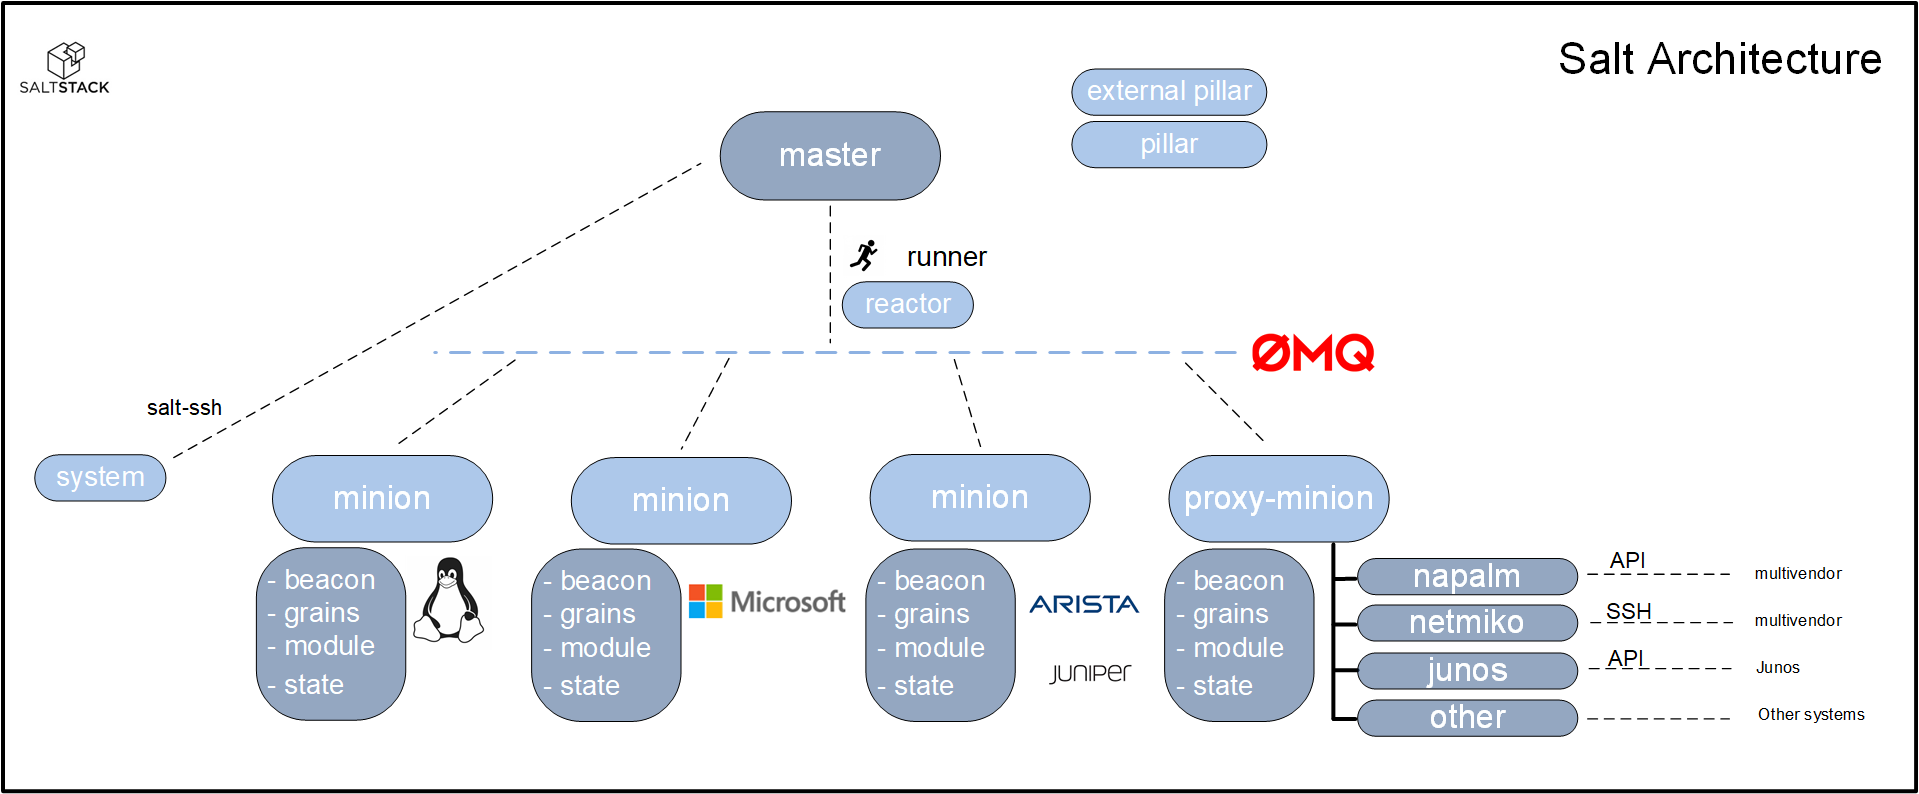 SALTSTACK
Salt Architecture
external pillar
pillar
master
runner
reactor
ØMQ
salt-ssh
system
minion
- beacon
- grains
- module
- state
minion
- beacon
- grains
- module
- state
Microsoft
minion
- beacon
- grains
- module
- state
ARISTA
JUNIPER
proxy-minion
- beacon
- grains
- module
- state
napalm
API
multivendor
netmiko
SSH
multivendor
junos
API
Junos
other
Other systems